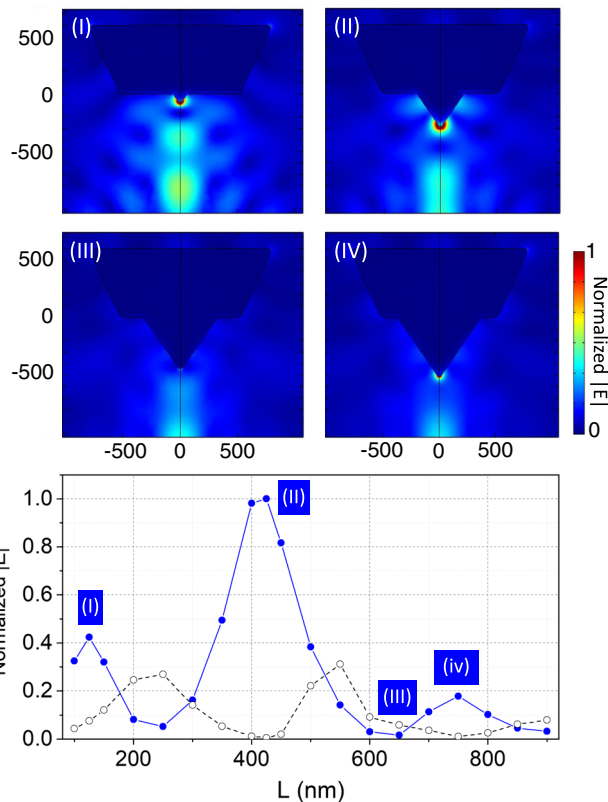 (I)
(II)
500
0
-500
(III)
(IV)
500
0
-500
-500 0 500
-500 0 500
1
Normalized |E|
0
1.0
0.8
0.6
0.4
0.2
0.0
Normalized |E|
(I)
(II)
(III)
(iv)
200 400 600 800
L (nm)